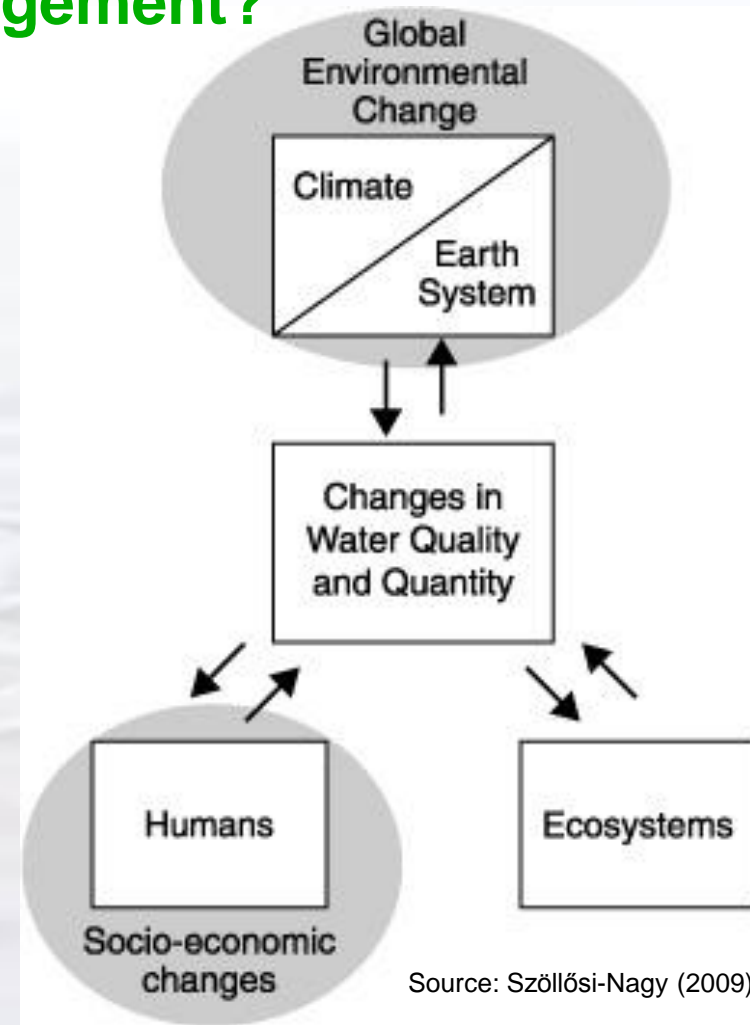 gement?
Global
Environmental
Change
Climate
Earth
System
Changes in
Water Quality
and Quantity
Humans
Ecosystems
Socio-economic
changes
Source: Szöllősi-Nagy (2009)